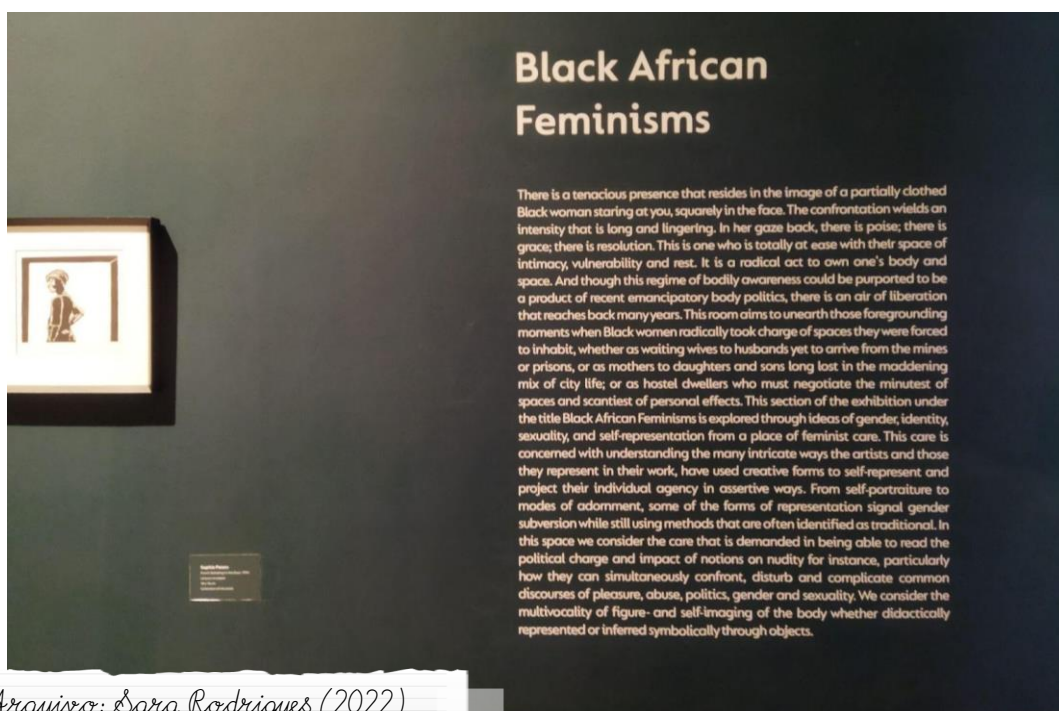 Black African
Feminisms
There is a tenacious presence that resides in the image of a partially clothed
Black woman staring at you, squarely in the face. The confrontation wields an
intensity that is long and lingering. In her gaze back, there is poise; there is
grace; there is resolution. This is one who is totally at ease with their space of
intimacy, vulnerability and rest. It is a radical act to own one's body and
space. And though this regime of bodily awareness could be purported to be
a product of recent emancipatory body politics, there is an air of liberation
that reaches back many years. This room aims to unearth those foregrounding
moments when Black women radically took charge of spaces they were forced
to inhabit, whether as waiting wives to husbands yet to arrive from the mines
or prisons, or as mothers to daughters and sons long lost in the maddening
mix of city life; or as hostel dwellers who must negotiate the minutest of
spaces and scantiest of personal effects. This section of the exhibition under
the title Black African Feminisms is explored through ideas of gender, identity,
sexuality, and self-representation from a place of feminist care. This care is
concerned with understanding the many intricate ways the artists and those
they represent in their work, have used creative forms to self-represent and
project their individual agency in assertive ways. From self-portraiture to
modes of adornment, some of the forms of representation signal gender
subversion while still using methods that are often identified as traditional. In
this space we consider the care that is demanded in being able to read the
political charge and impact of notions on nudity for instance, particularly
how they can simultaneously confront, disturb and complicate common
discourses of pleasure, abuse, politics, gender and sexuality. We consider the
multivocality of figure- and self-imaging of the body whether didactically
represented or inferred symbolically through objects.
Arquivo: Sara Rodrigues (2022)